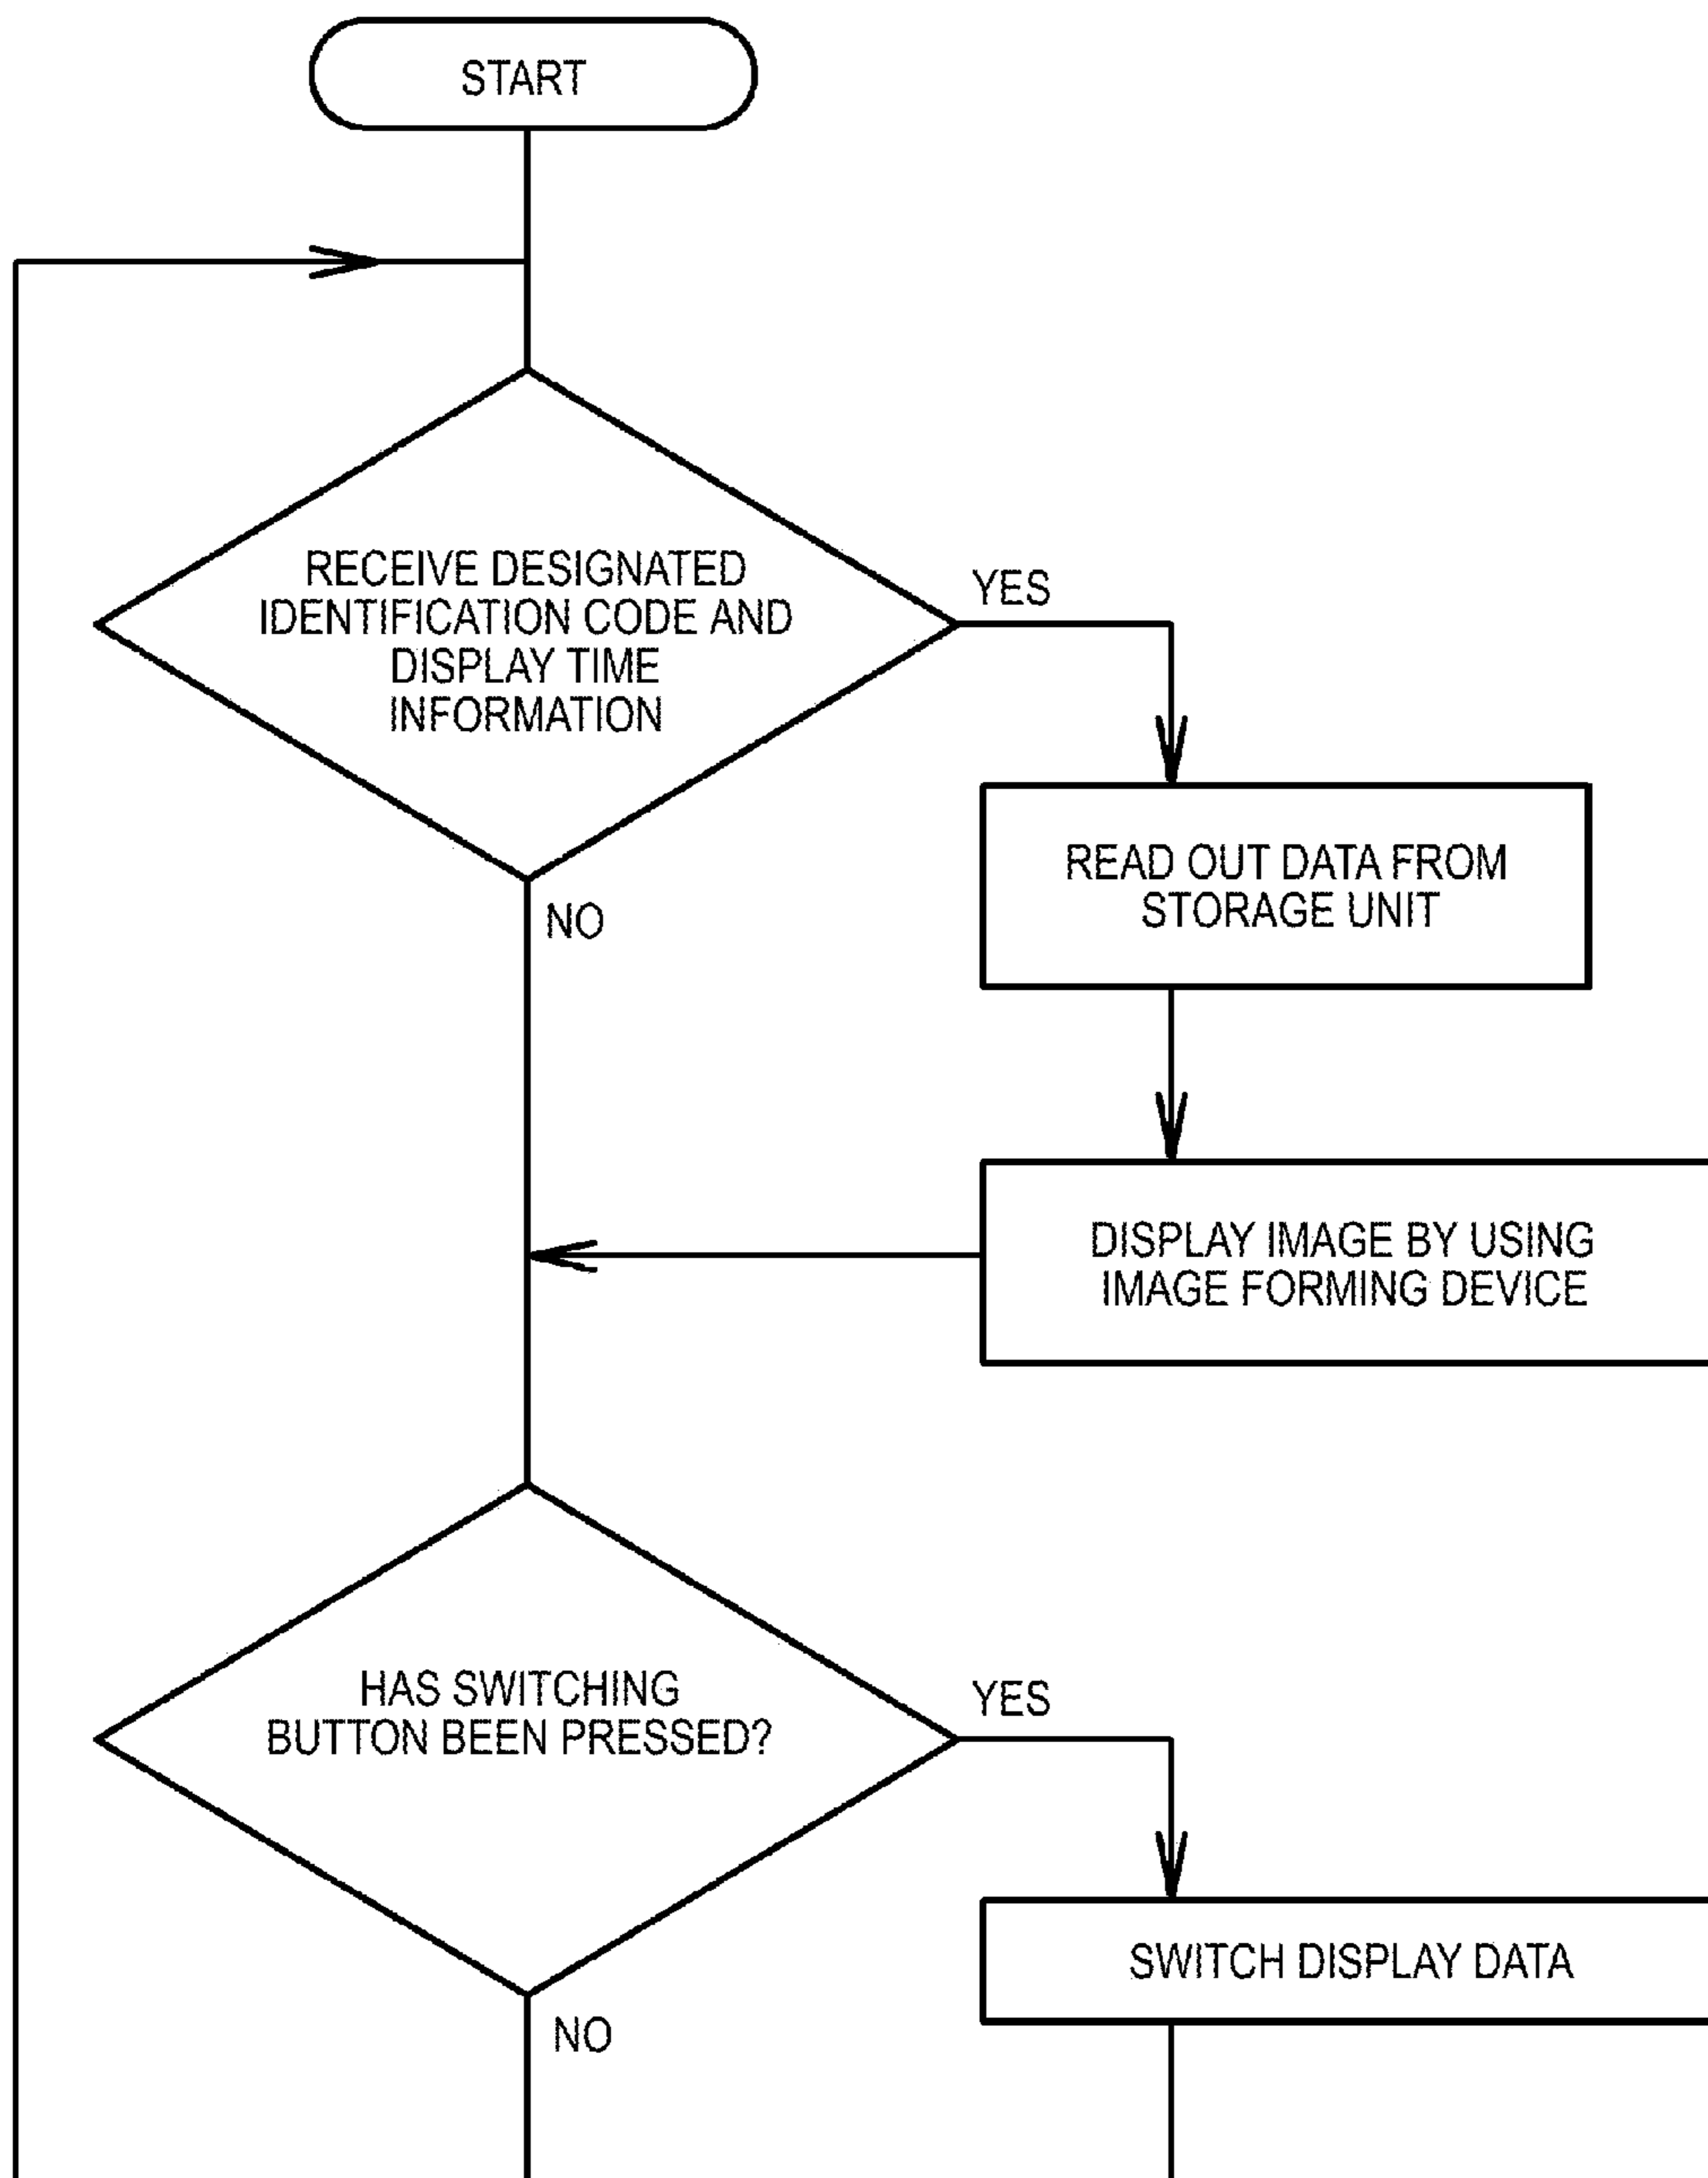 START
RECEIVE DESIGNATED
IDENTIFICATION CODE AND
DISPLAY TIME
INFORMATION
YES
NO
READ OUT DATA FROM
STORAGE UNIT
DISPLAY IMAGE BY USING
IMAGE FORMING DEVICE
HAS SWITCHING
BUTTON BEEN PRESSED?
YES
NO
SWITCH DISPLAY DATA